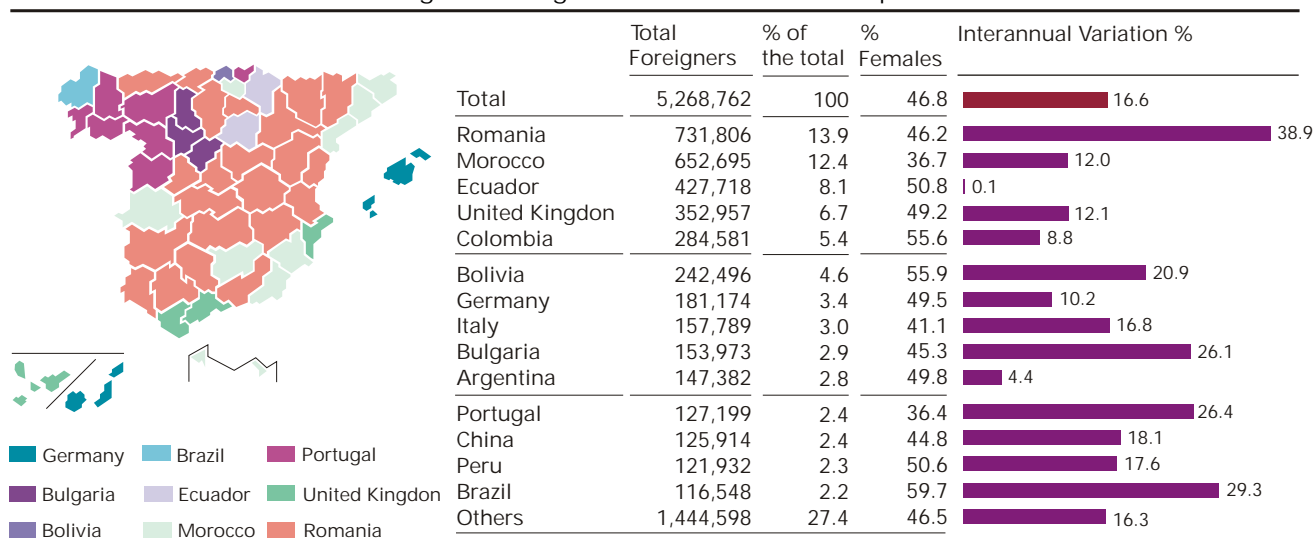 Total Foreigners % of the total % Females Interannual Variation %
Total 5,268,762 100 46.8 16.6
Romania 731,806 13.9 46.2 38.9
Morocco 652,695 12.4 36.7 12.0
Ecuador 427,718 8.1 50.8 0.1
United Kingdon 352,957 6.7 49.2 12.1
Colombia 284,581 5.4 55.6 8.8
Bolivia 242,496 4.6 55.9 20.9
Germany 181,174 3.4 49.5 10.2
Italy 157,789 3.0 41.1 16.8
Bulgaria 153,973 2.9 45.3 26.1
Argentina 147,382 2.8 49.8 4.4
Portugal 127,199 2.4 36.4 26.4
China 125,914 2.4 44.8 18.1
Peru 121,932 2.3 50.6 17.6
Brazil 116,548 2.2 59.7 29.3
Others 1,444,598 27.4 46.5 16.3
Germany Brazil Portugal
Bulgaria Ecuador United Kingdon
Bolivia Morocco Romania